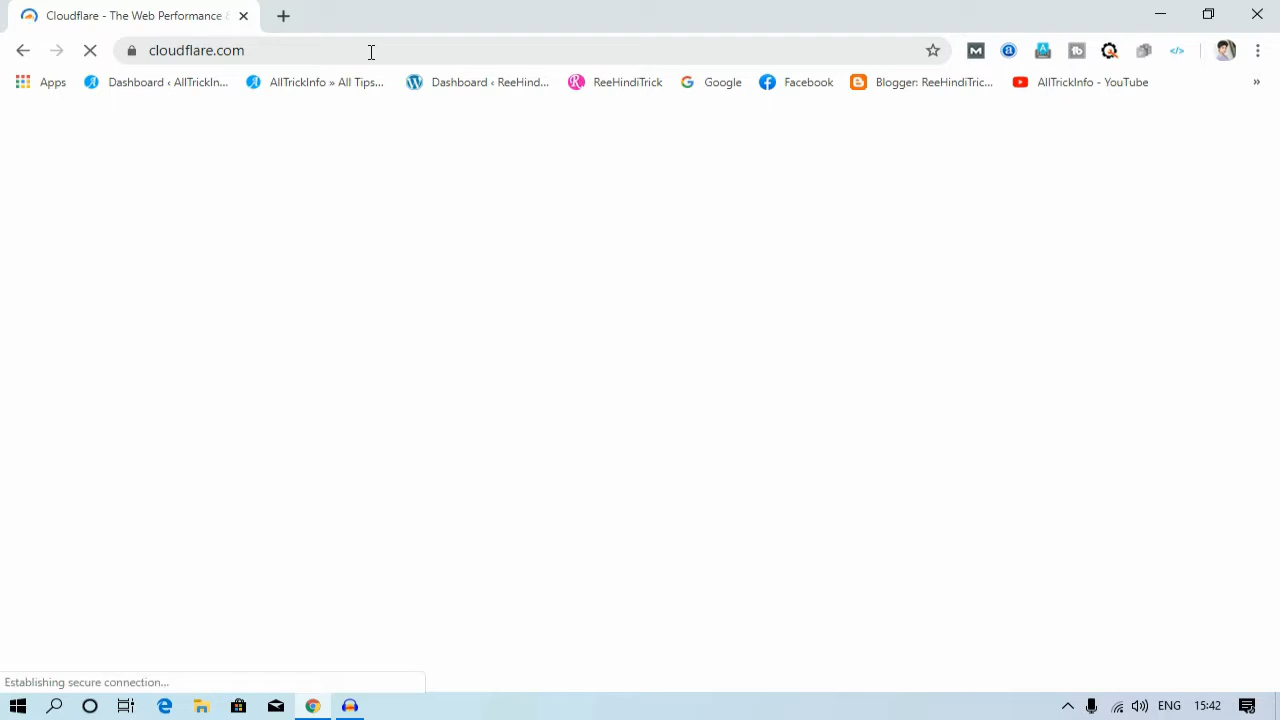 Cloudflare - The Web Performance &
cloudflare.com
Apps
Dashboard ‹ AllTrickIn...
AllTrickInfo » All Tips...
Dashboard ‹ ReeHind...
ReeHindiTrick
Google
Facebook
Blogger: ReeHindiTric...
AllTrickInfo - YouTube
»
Establishing secure connection...
ENG
15:42